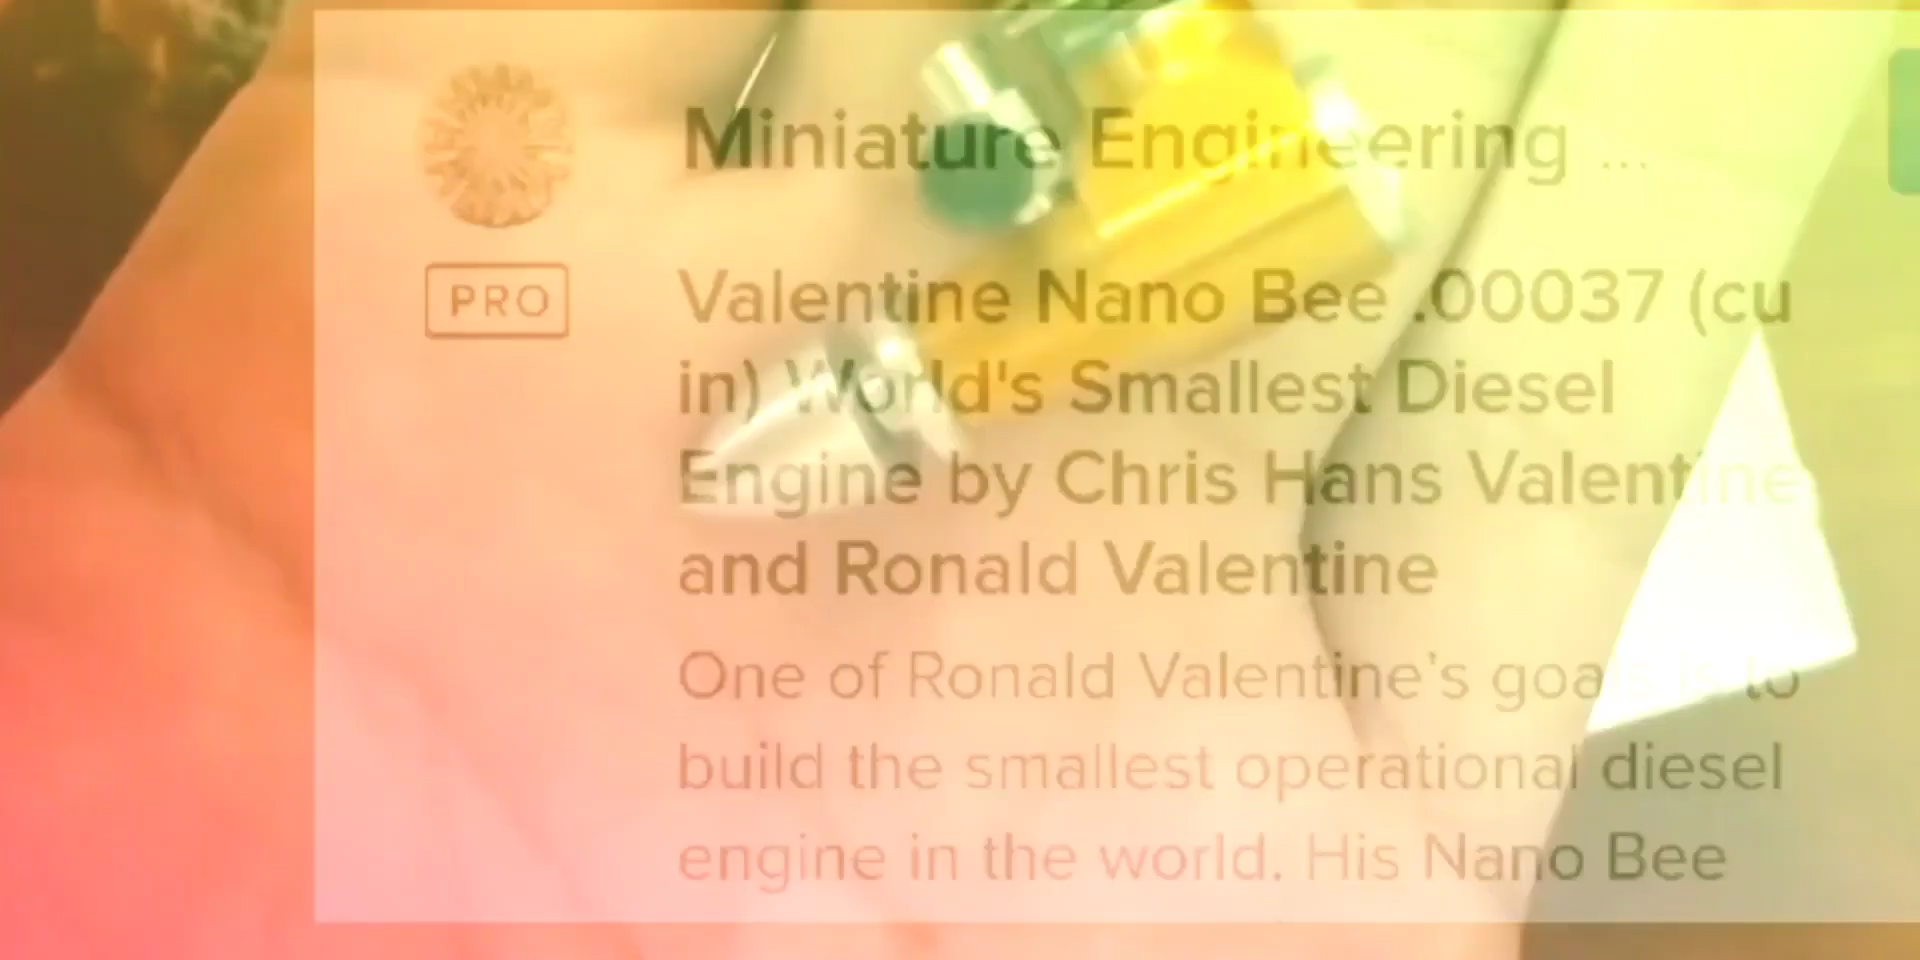 Miniature Engineering ...
PRO
Valentine Nano Bee .00037 (cu
in) World's Smallest Diesel
Engine by Chris Hans Valentine
and Ronald Valentine
One of Ronald Valentine's goals is to
build the smallest operational diesel
engine in the world. His Nano Bee